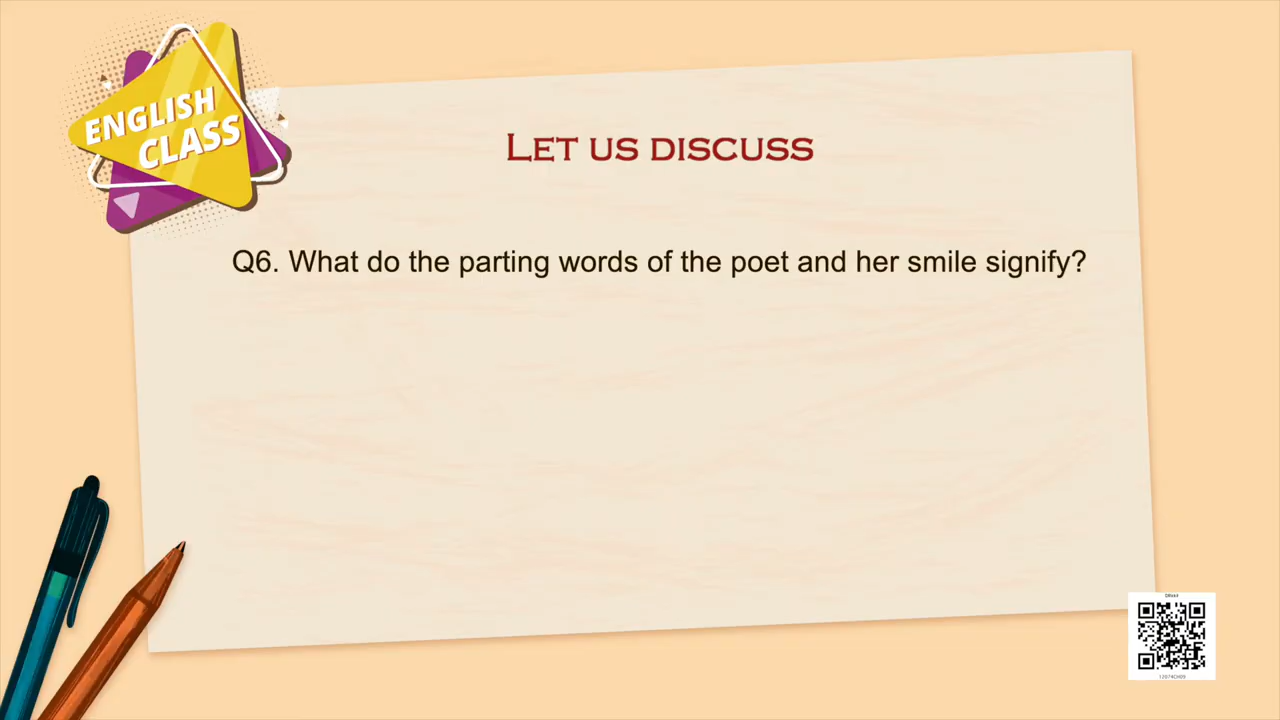 ENGLISH
CLASS
LET US DISCUSS
Q6. What do the parting words of the poet and her smile signify?